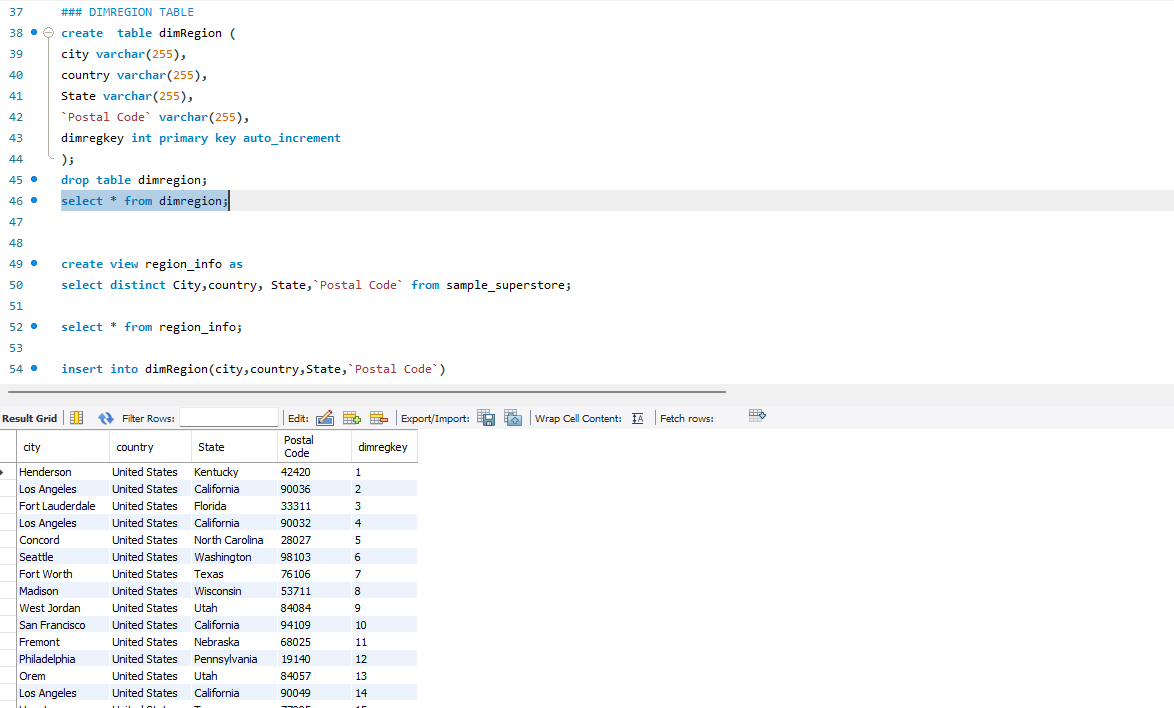 37 ### DIMREGION TABLE
38 create  table dimRegion (
39 city varchar(255),
40 country varchar(255),
41 State varchar(255),
42 `Postal Code` varchar(255),
43 dimregkey int primary key auto_increment
44 );
45 drop table dimregion;
46 select * from dimregion;
47
48
49 create view region_info as
50 select distinct City,country, State,`Postal Code` from sample_superstore;
51
52 select * from region_info;
53
54 insert into dimRegion(city,country,State,`Postal Code`)
Result Grid Filter Rows: Edit: Export/Import: Wrap Cell Content: IA Fetch rows:
city country State Postal Code dimregkey
Henderson United States Kentucky 42420 1
Los Angeles United States California 90036 2
Fort Lauderdale United States Florida 33311 3
Los Angeles United States California 90032 4
Concord United States North Carolina 28027 5
Seattle United States Washington 98103 6
Fort Worth United States Texas 76106 7
Madison United States Wisconsin 53711 8
West Jordan United States Utah 84084 9
San Francisco United States California 94109 10
Fremont United States Nebraska 68025 11
Philadelphia United States Pennsylvania 19140 12
Orem United States Utah 84057 13
Los Angeles United States California 90049 14